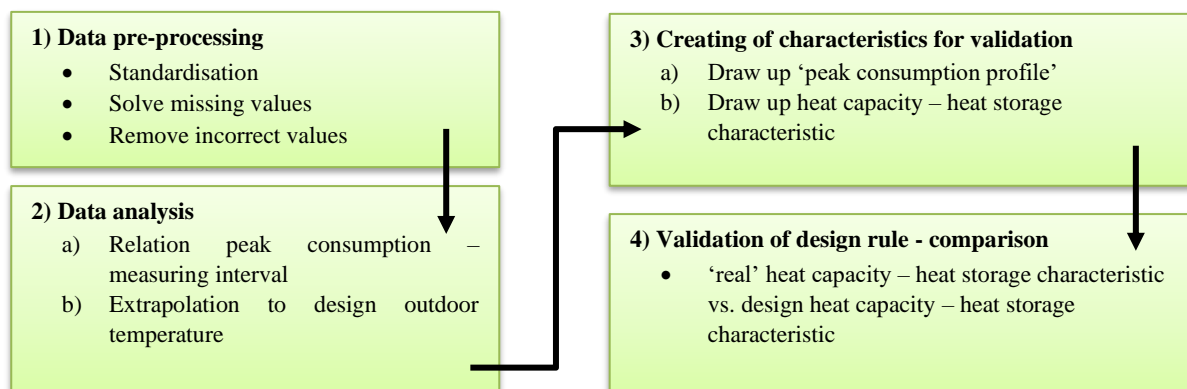 1) Data pre-processing
• Standardisation
• Solve missing values
• Remove incorrect values
2) Data analysis
a) Relation peak consumption –
measuring interval
b) Extrapolation to design outdoor
temperature
3) Creating of characteristics for validation
a) Draw up ‘peak consumption profile’
b) Draw up heat capacity – heat storage
characteristic
4) Validation of design rule - comparison
• ‘real’ heat capacity – heat storage characteristic
vs. design heat capacity – heat storage
characteristic